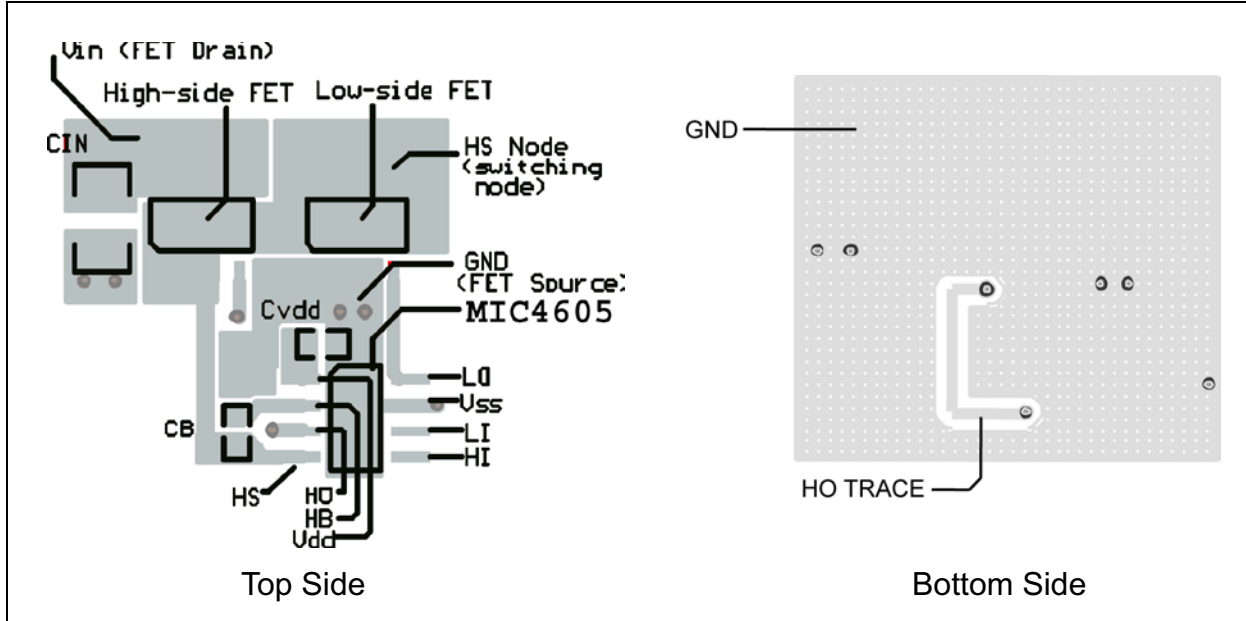 Vin (FET Drain)
High-side FET
Low-side FET
CIN
HS Node
(switching
node)
GND
(FET Source)
Cvdd
MIC4605
LO
Vss
CB
LI
HI
HS
HO
HB
Vdd
Top Side
GND
HO TRACE
Bottom Side